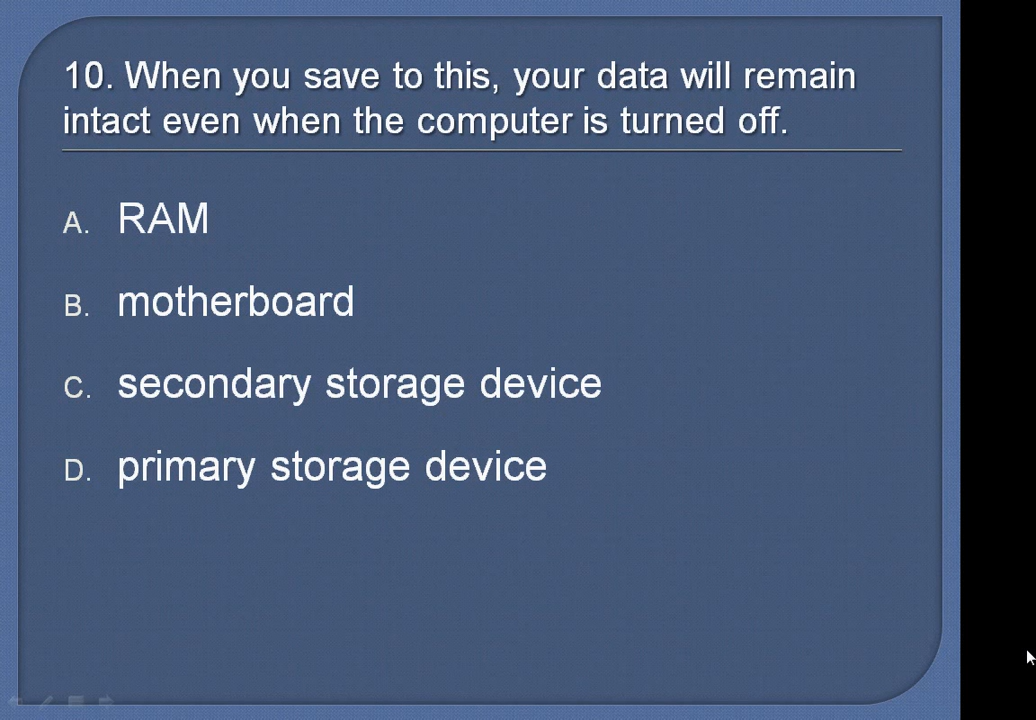 10. When you save to this, your data will remain
intact even when the computer is turned off.
A. RAM
B. motherboard
C. secondary storage device
D. primary storage device